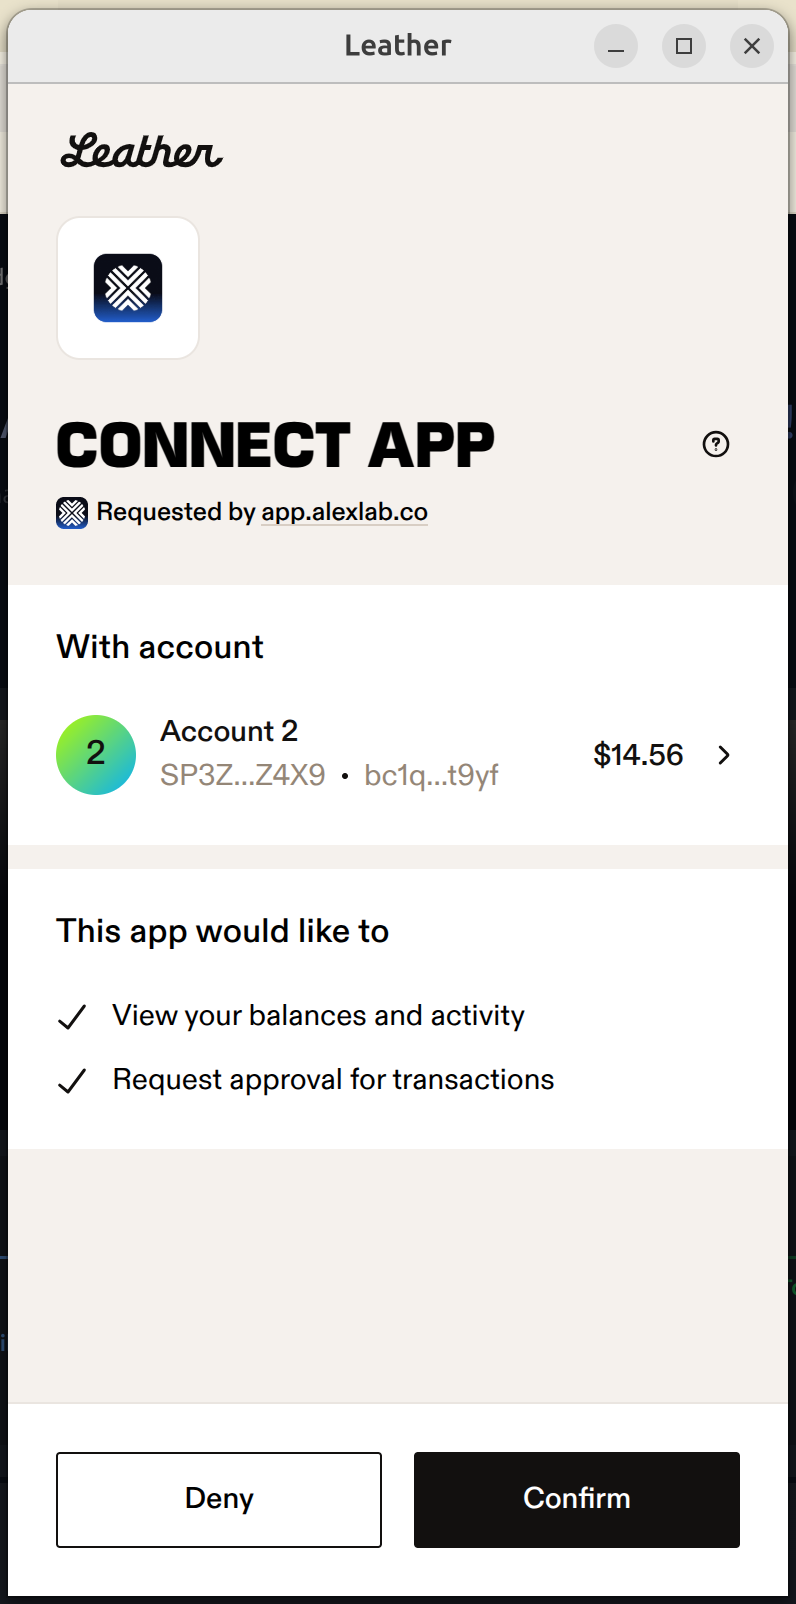 Leather
Leather
CONNECT APP
Requested by app.alexlab.co
With account
2
Account 2
SP3Z...Z4X9 • bc1q...t9yf
$14.56
This app would like to
View your balances and activity
Request approval for transactions
Deny
Confirm